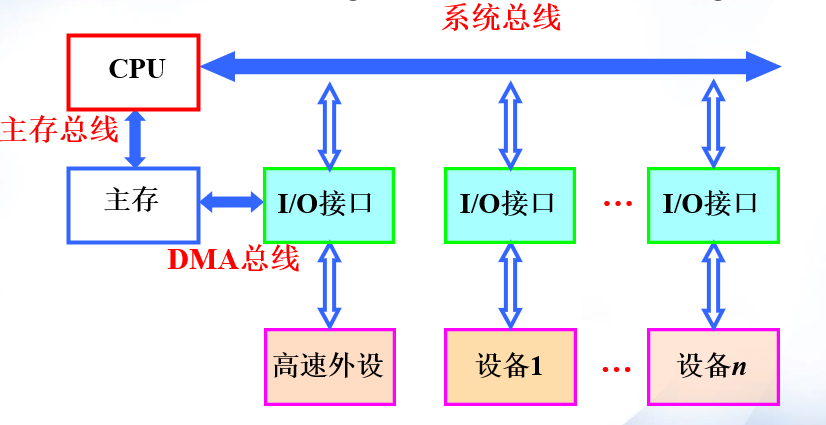 系统总线
CPU
主存总线
主存
I/O接口
I/O接口
...
I/O接口
DMA总线
高速外设
设备1
...
设备n